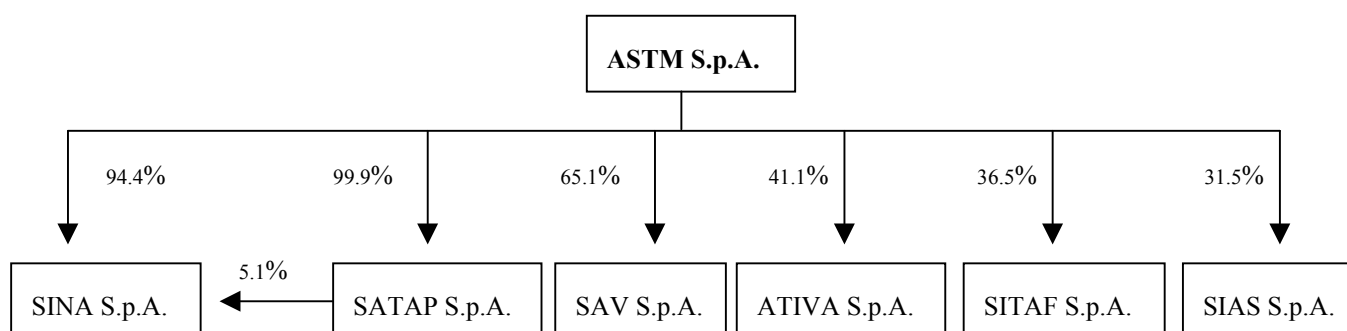 ASTM S.p.A.
94.4% 99.9% 65.1% 41.1% 36.5% 31.5%
5.1%
SINA S.p.A. SATAP S.p.A. SAV S.p.A. ATIVA S.p.A. SITAF S.p.A. SIAS S.p.A.